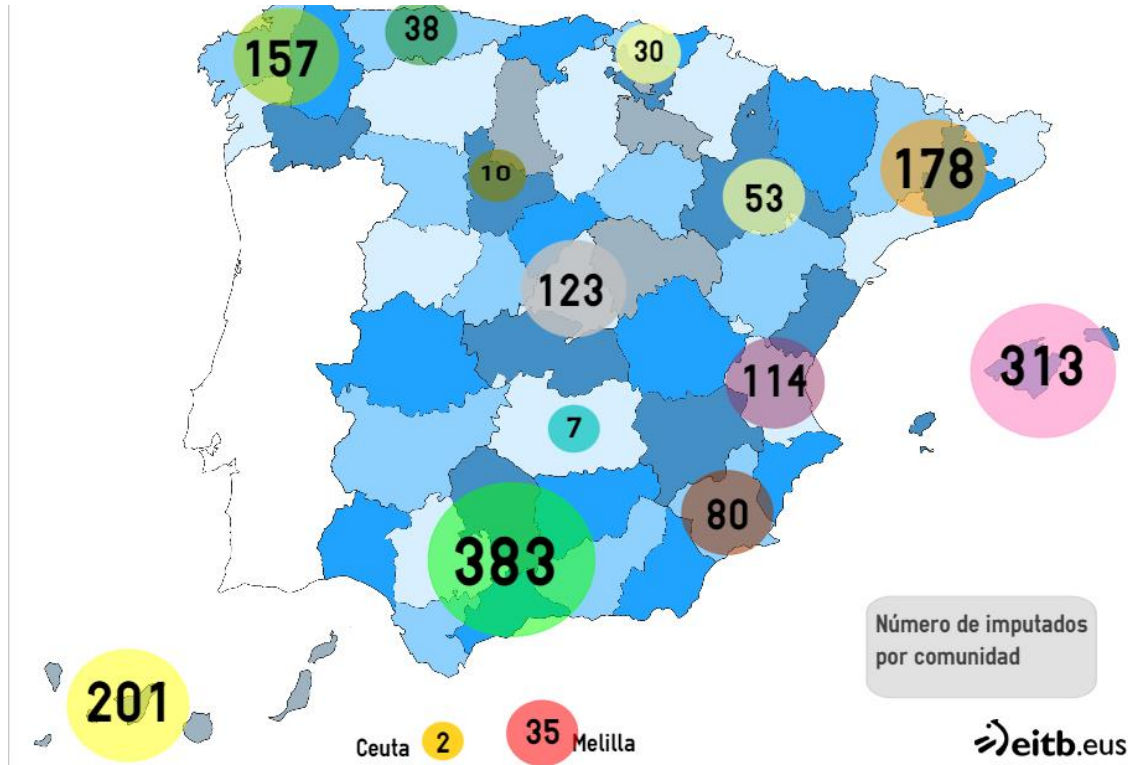 38
157
30
10
53
178
123
313
114
7
80
383
201
Número de imputados
por comunidad
Ceuta 2
35 Melilla
eitb.eus